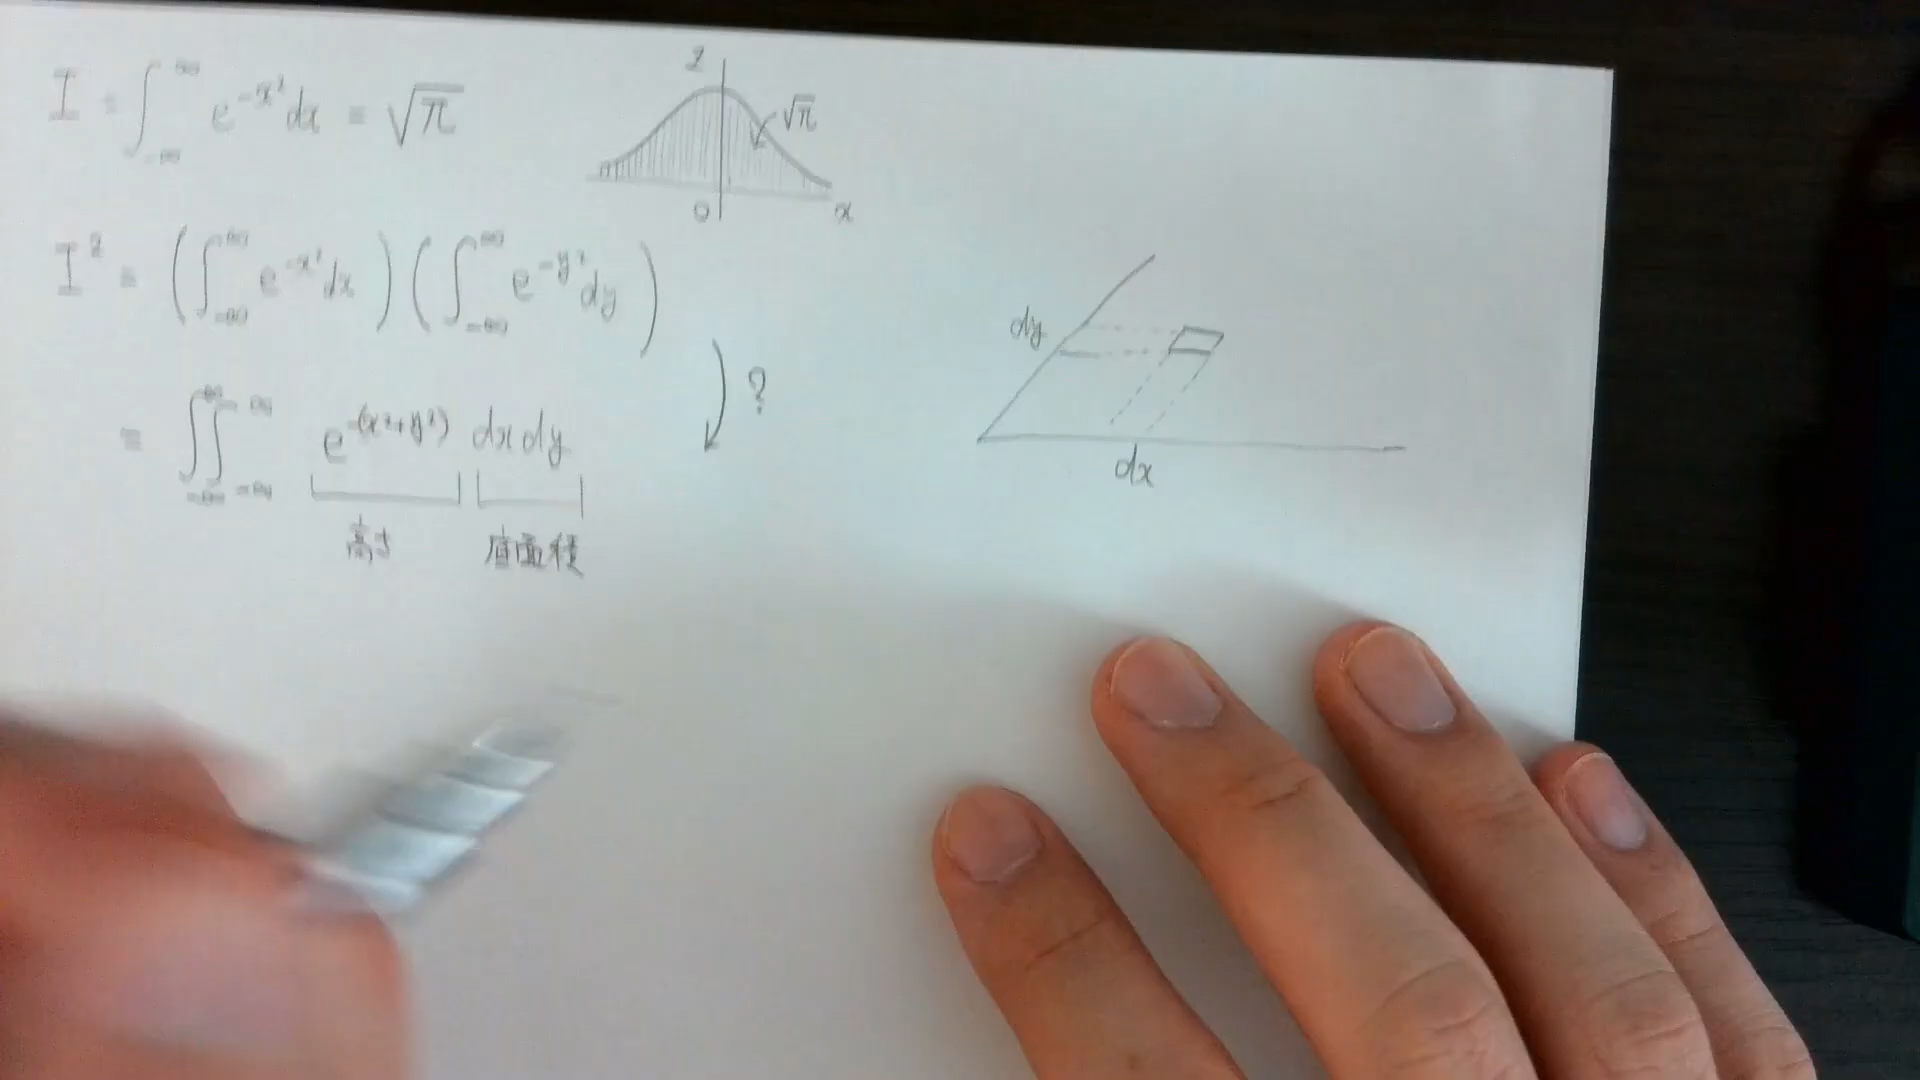 I = ∫_{-∞}^{∞} e^{-x²} dx = √π
z
√π
0
x
I² = (∫_{-∞}^{∞} e^{-x²} dx) (∫_{-∞}^{∞} e^{-y²} dy)
?
= ∫∫_{-∞ -∞}^{∞ ∞} e^{-(x²+y²)} dx dy
高さ 底面積
dy
dx